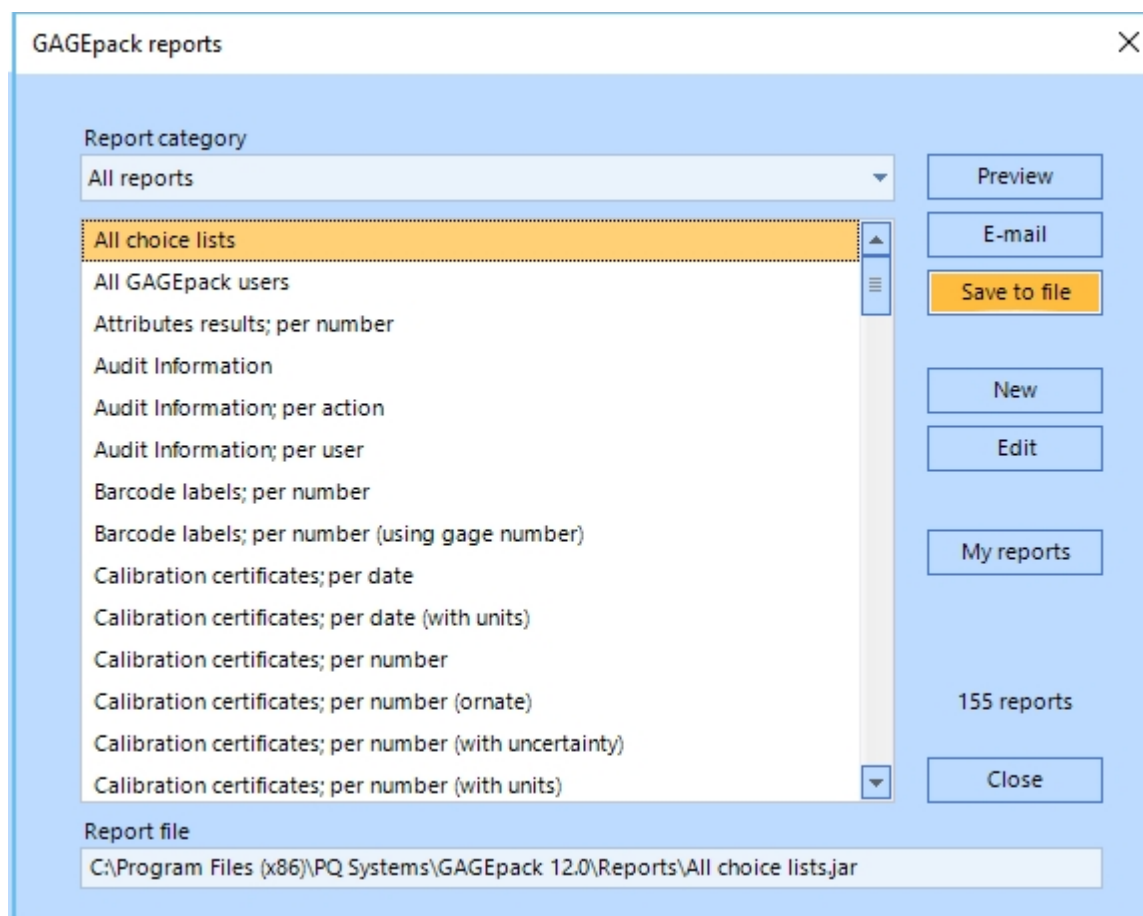 GAGEpack reports
Report category
All reports
Preview
All choice lists
E-mail
All GAGEpack users
Save to file
Attributes results; per number
Audit Information
New
Audit Information; per action
Edit
Audit Information; per user
Barcode labels; per number
Barcode labels; per number (using gage number)
My reports
Calibration certificates; per date
Calibration certificates; per date (with units)
Calibration certificates; per number
Calibration certificates; per number (ornate)
155 reports
Calibration certificates; per number (with uncertainty)
Calibration certificates; per number (with units)
Close
Report file
C:\Program Files (x86)\PQ Systems\GAGEpack 12.0\Reports\All choice lists.jar